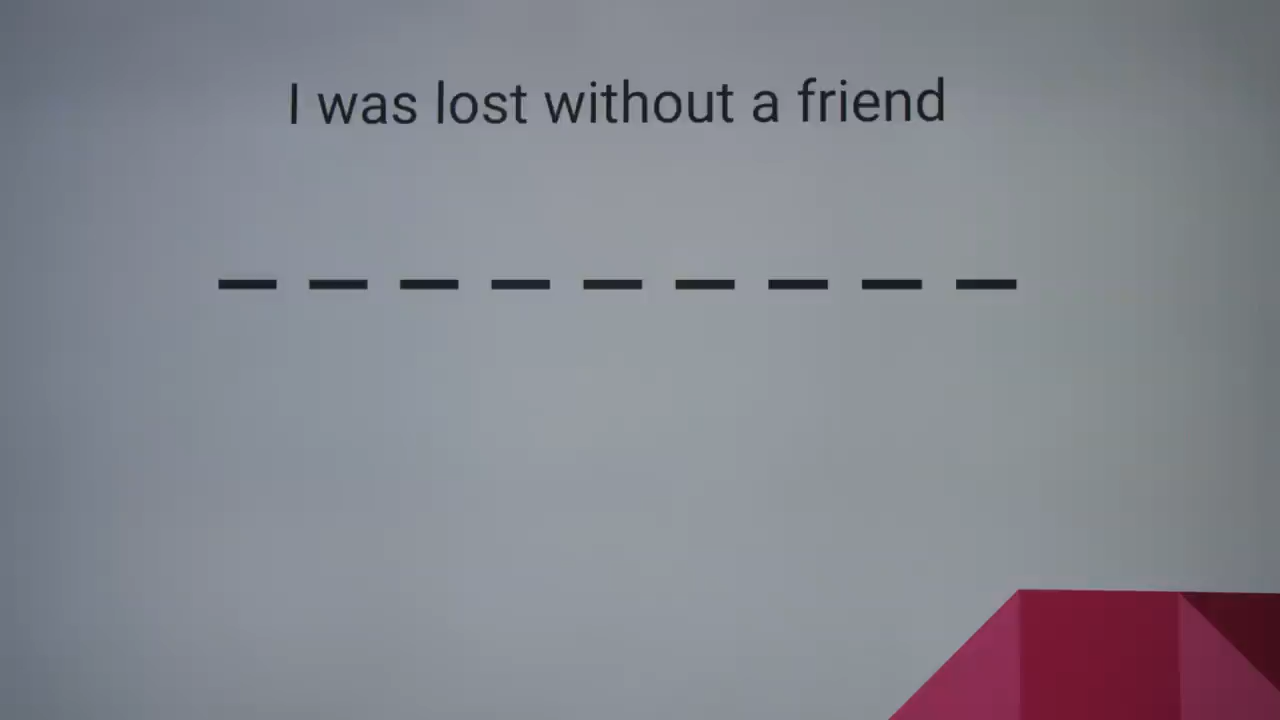 I was lost without a friend
_ _ _ _ _ _ _ _ _